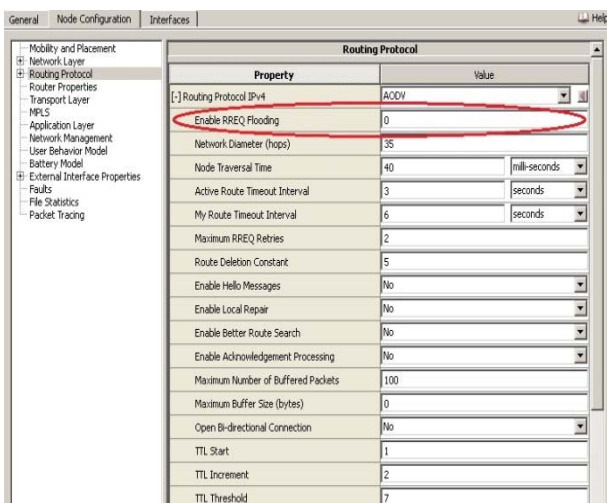 General Node Configuration Interfaces Help
Mobility and Placement
Network Layer
Routing Protocol
Router Properties
Transport Layer
MPLS
Application Layer
Network Management
User Behavior Model
Battery Model
External Interface Properties
Faults
File Statistics
Packet Tracing
Routing Protocol
Property Value
[-] Routing Protocol IPv4 AODV
Enable RREQ Flooding 0
Network Diameter (hops) 35
Node Traversal Time 40 milli-seconds
Active Route Timeout Interval 3 seconds
My Route Timeout Interval 6 seconds
Maximum RREQ Retries 2
Route Deletion Constant 5
Enable Hello Messages No
Enable Local Repair No
Enable Better Route Search No
Enable Acknowledgement Processing No
Maximum Number of Buffered Packets 100
Maximum Buffer Size (bytes) 0
Open Bi-directional Connection No
TTL Start 1
TTL Increment 2
TTL Threshold 7